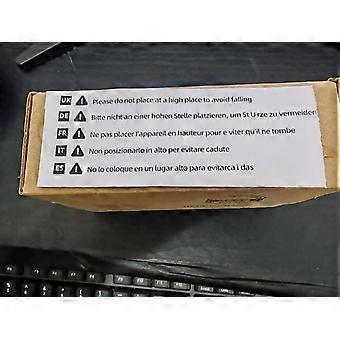 UK Please do not place at a high place to avoid falling
DE Bitte nicht an einer hohen Stelle platzieren, um St U rze zu vermeiden
FR Ne pas placer l'appareil en hauteur pour e viter qu'il ne tombe
IT Non posizionarlo in alto per evitare cadute
ES No lo coloque en un lugar alto para evitarca i das